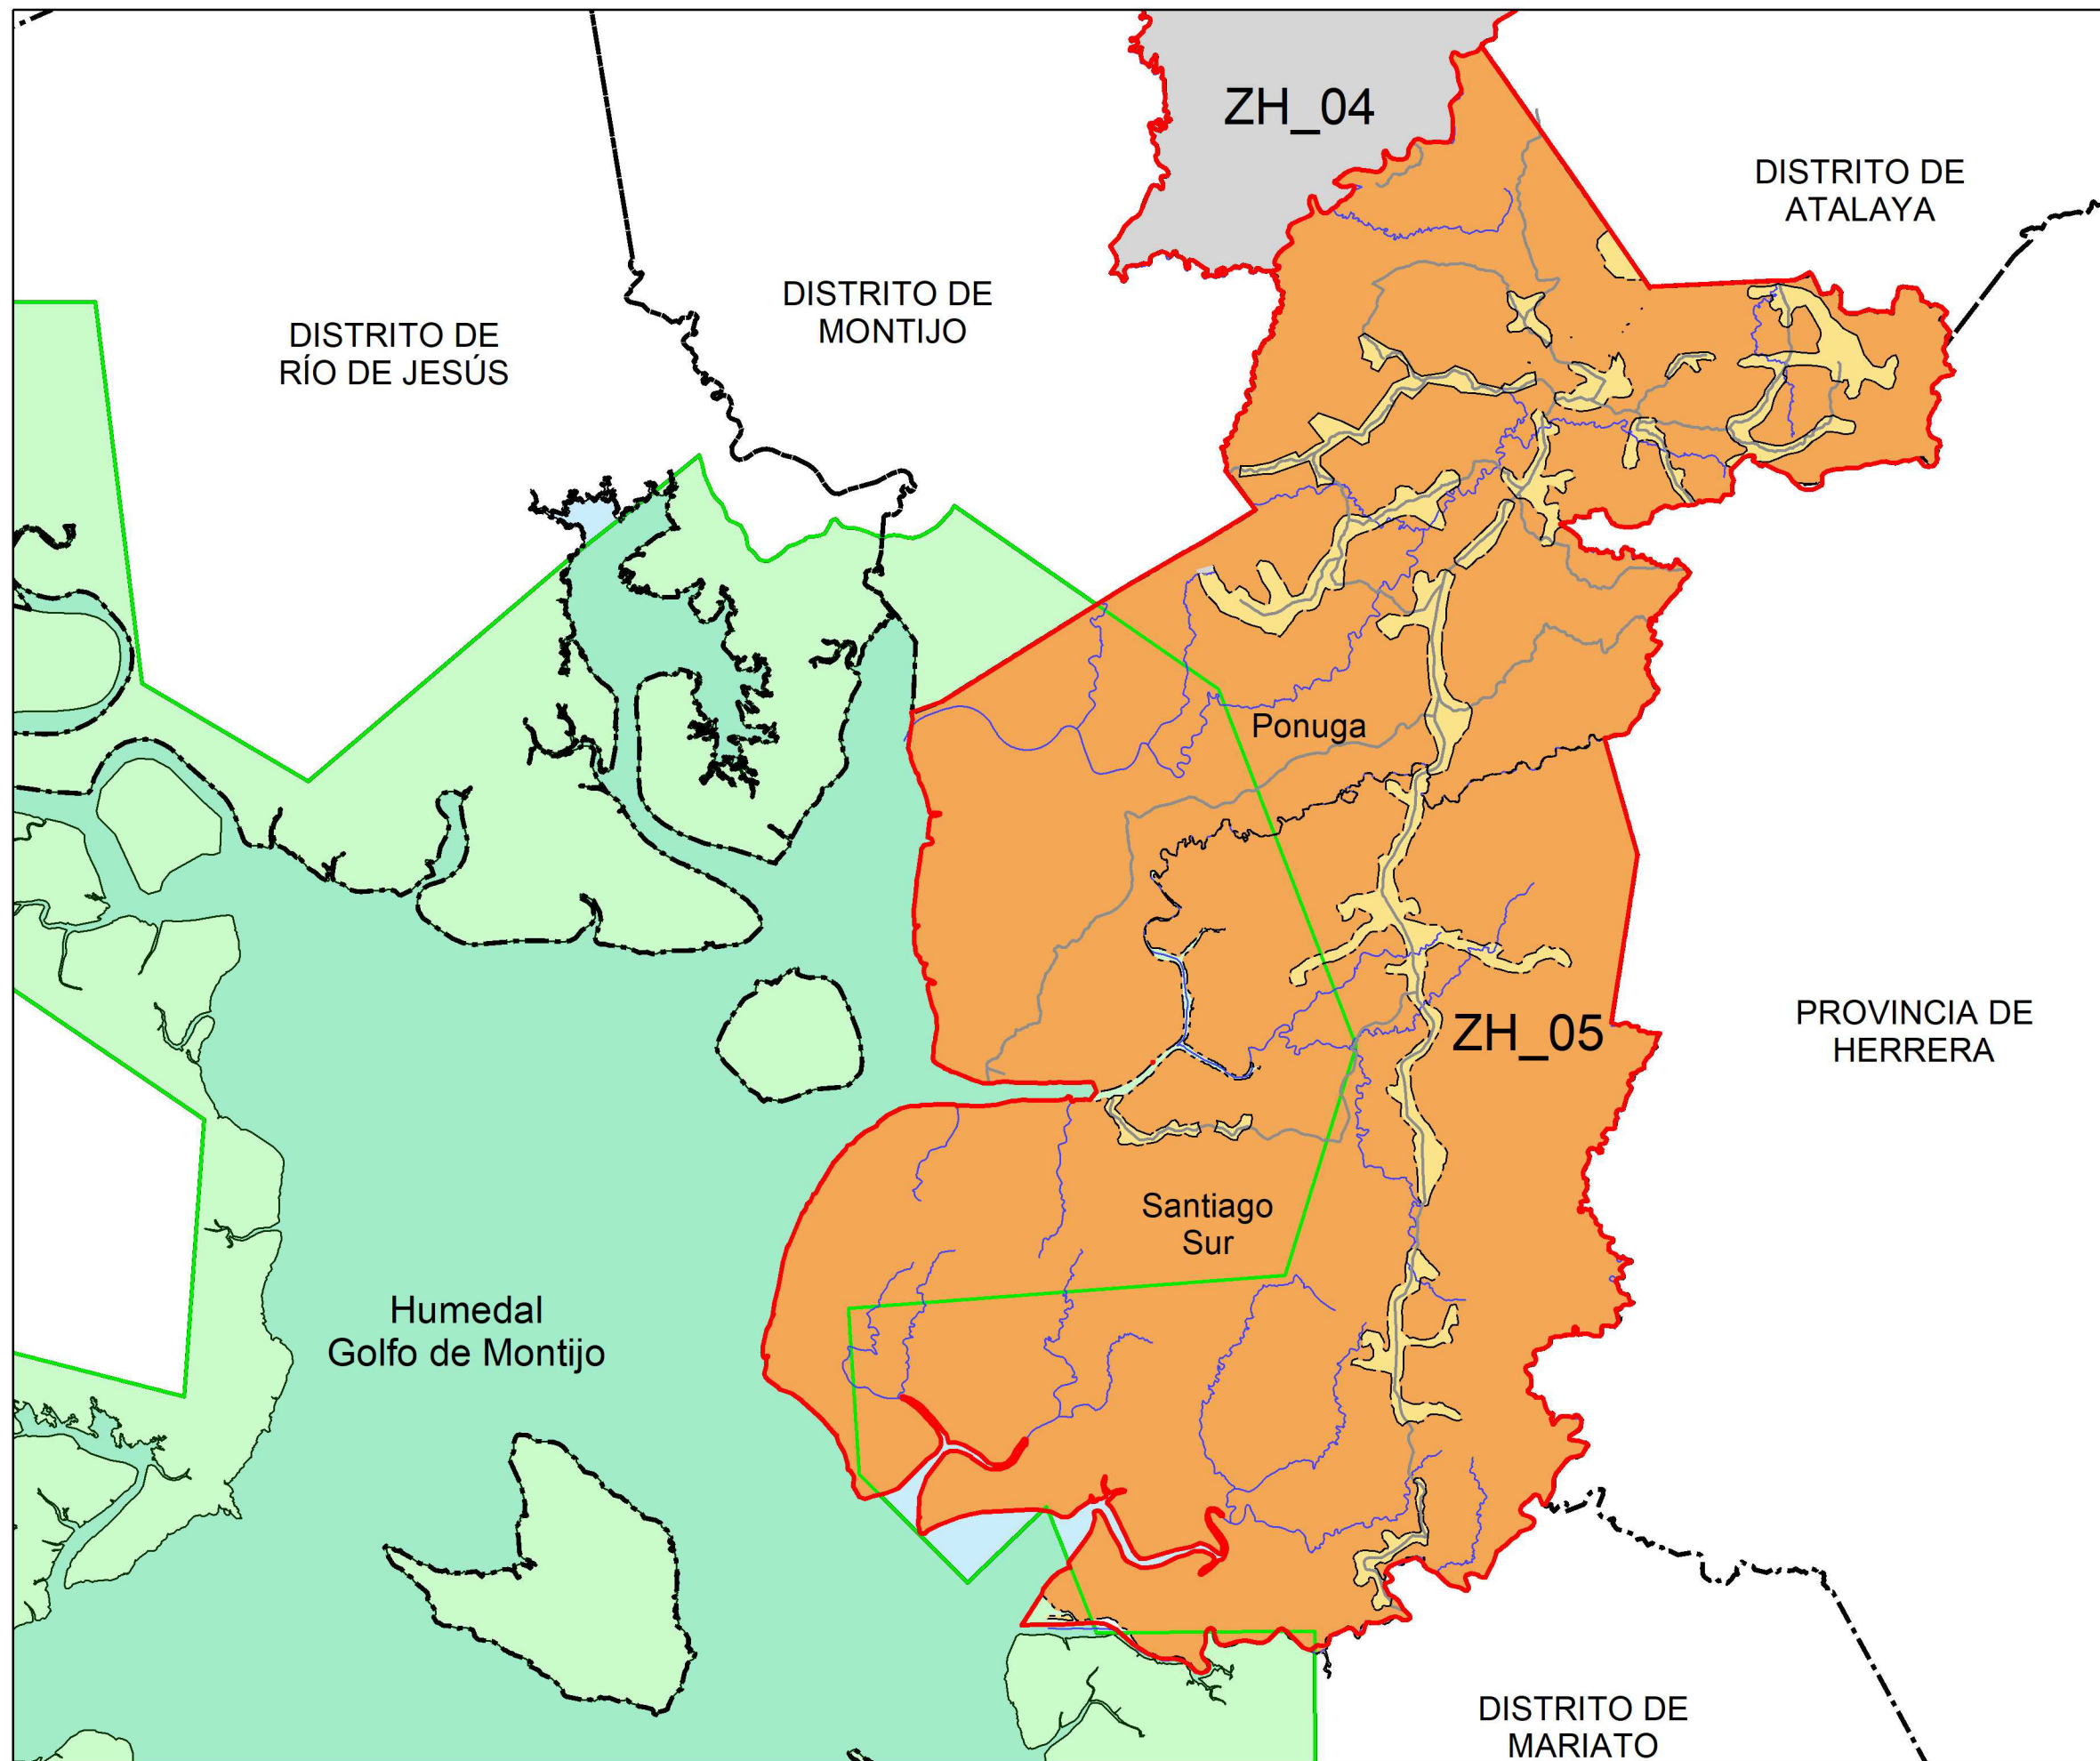 ZH_04
DISTRITO DE
ATALAYA
DISTRITO DE
MONTIJO
DISTRITO DE
RÍO DE JESÚS
Ponuga
ZH_05
PROVINCIA DE
HERRERA
Santiago
Sur
Humedal
Golfo de Montijo
DISTRITO DE
MARIATO